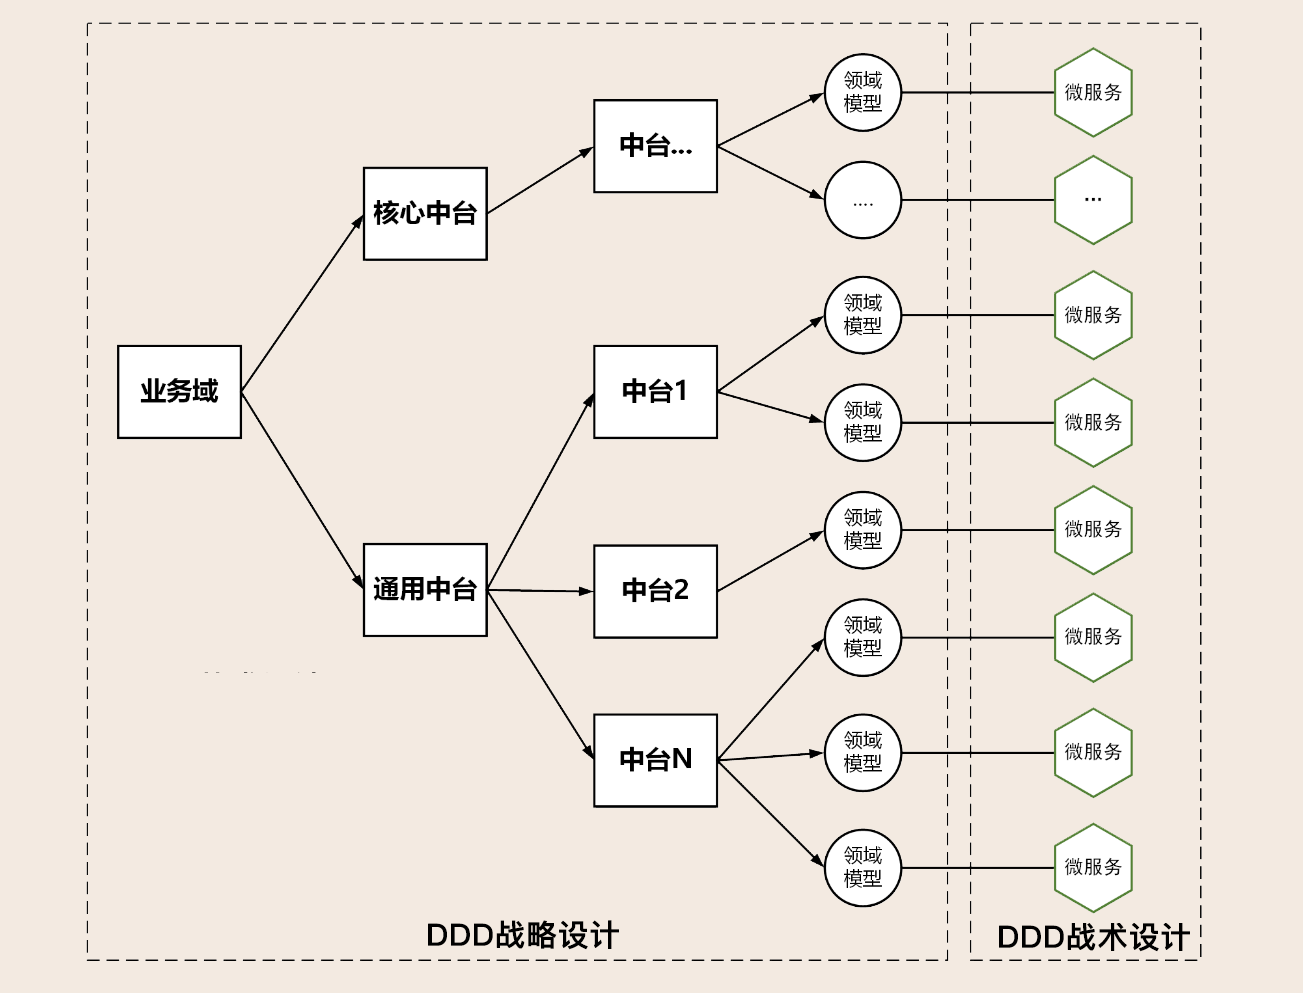 业务域
核心中台
通用中台
中台...
中台1
中台2
中台N
领域
模型
....
领域
模型
领域
模型
领域
模型
领域
模型
领域
模型
领域
模型
微服务
...
微服务
微服务
微服务
微服务
微服务
微服务
DDD战略设计
DDD战术设计